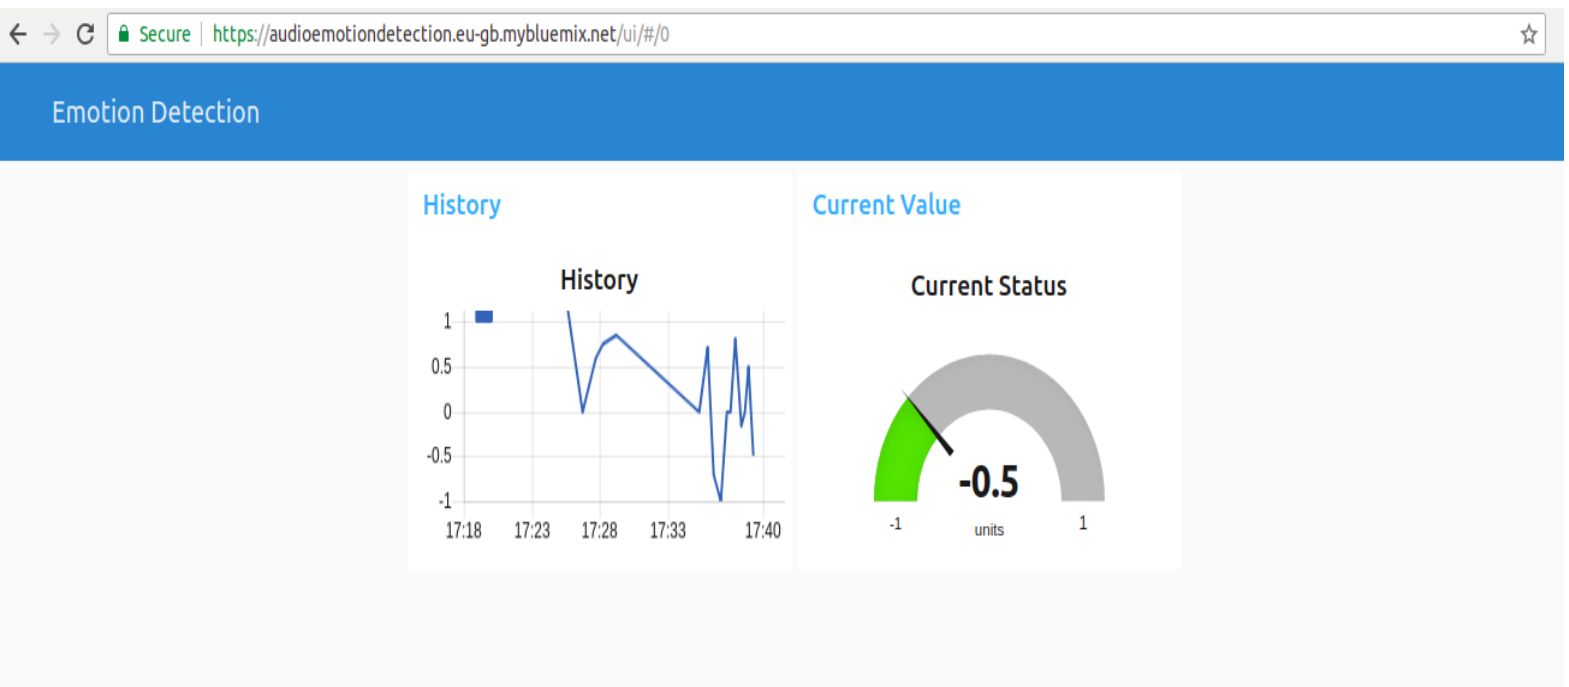 Secure | https://audioemotiondetection.eu-gb.mybluemix.net/ui/#/0
Emotion Detection
History
History
1
0.5
0
-0.5
-1
17:18 17:23 17:28 17:33 17:40
Current Value
Current Status
-0.5
-1 units 1